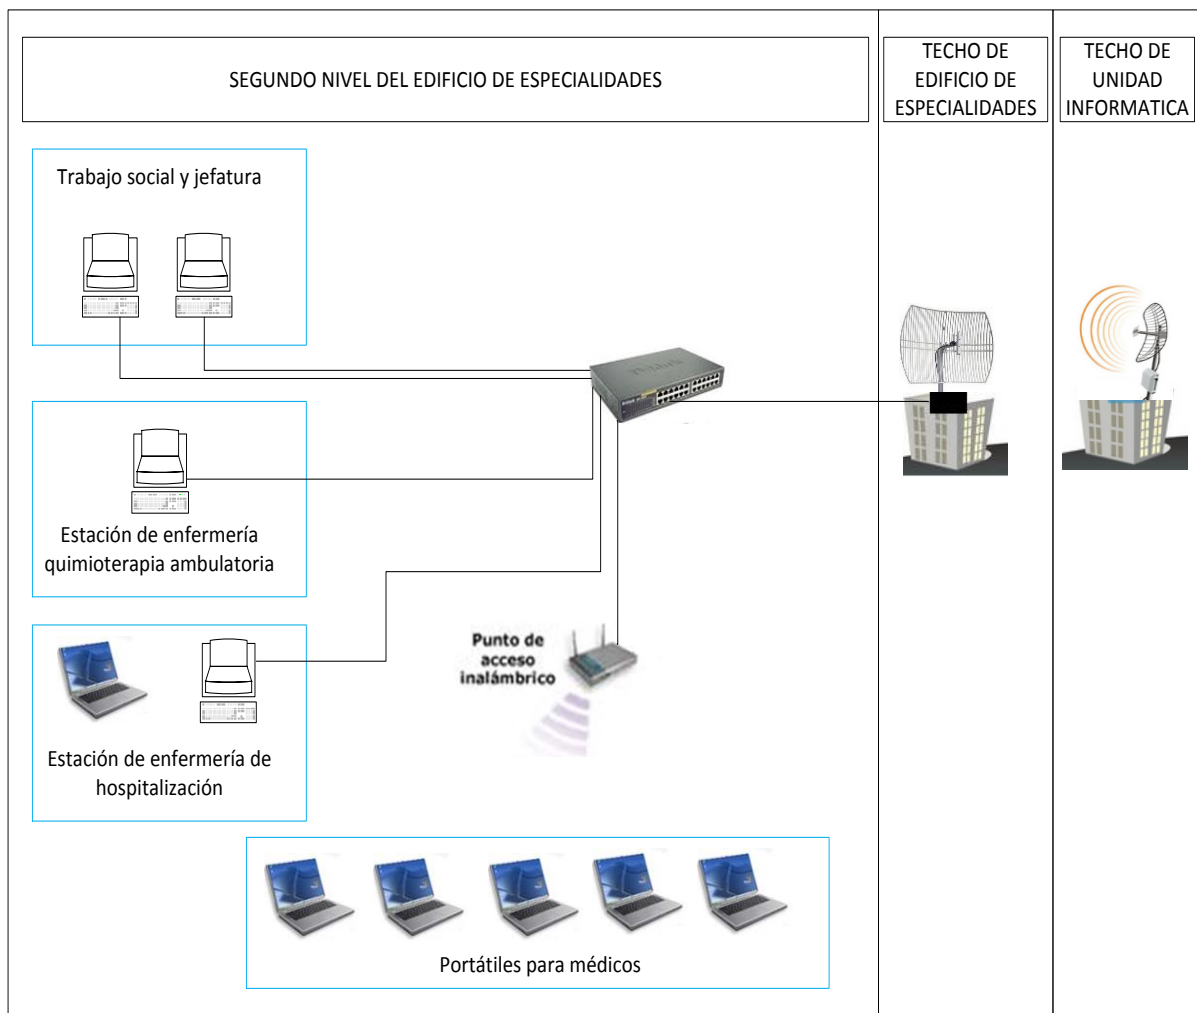 SEGUNDO NIVEL DEL EDIFICIO DE ESPECIALIDADES
TECHO DE
EDIFICIO DE
ESPECIALIDADES
TECHO DE
UNIDAD
INFORMATICA
Trabajo social y jefatura
Estación de enfermería
quimioterapia ambulatoria
Punto de
acceso
inalámbrico
Estación de enfermería de
hospitalización
Portátiles para médicos